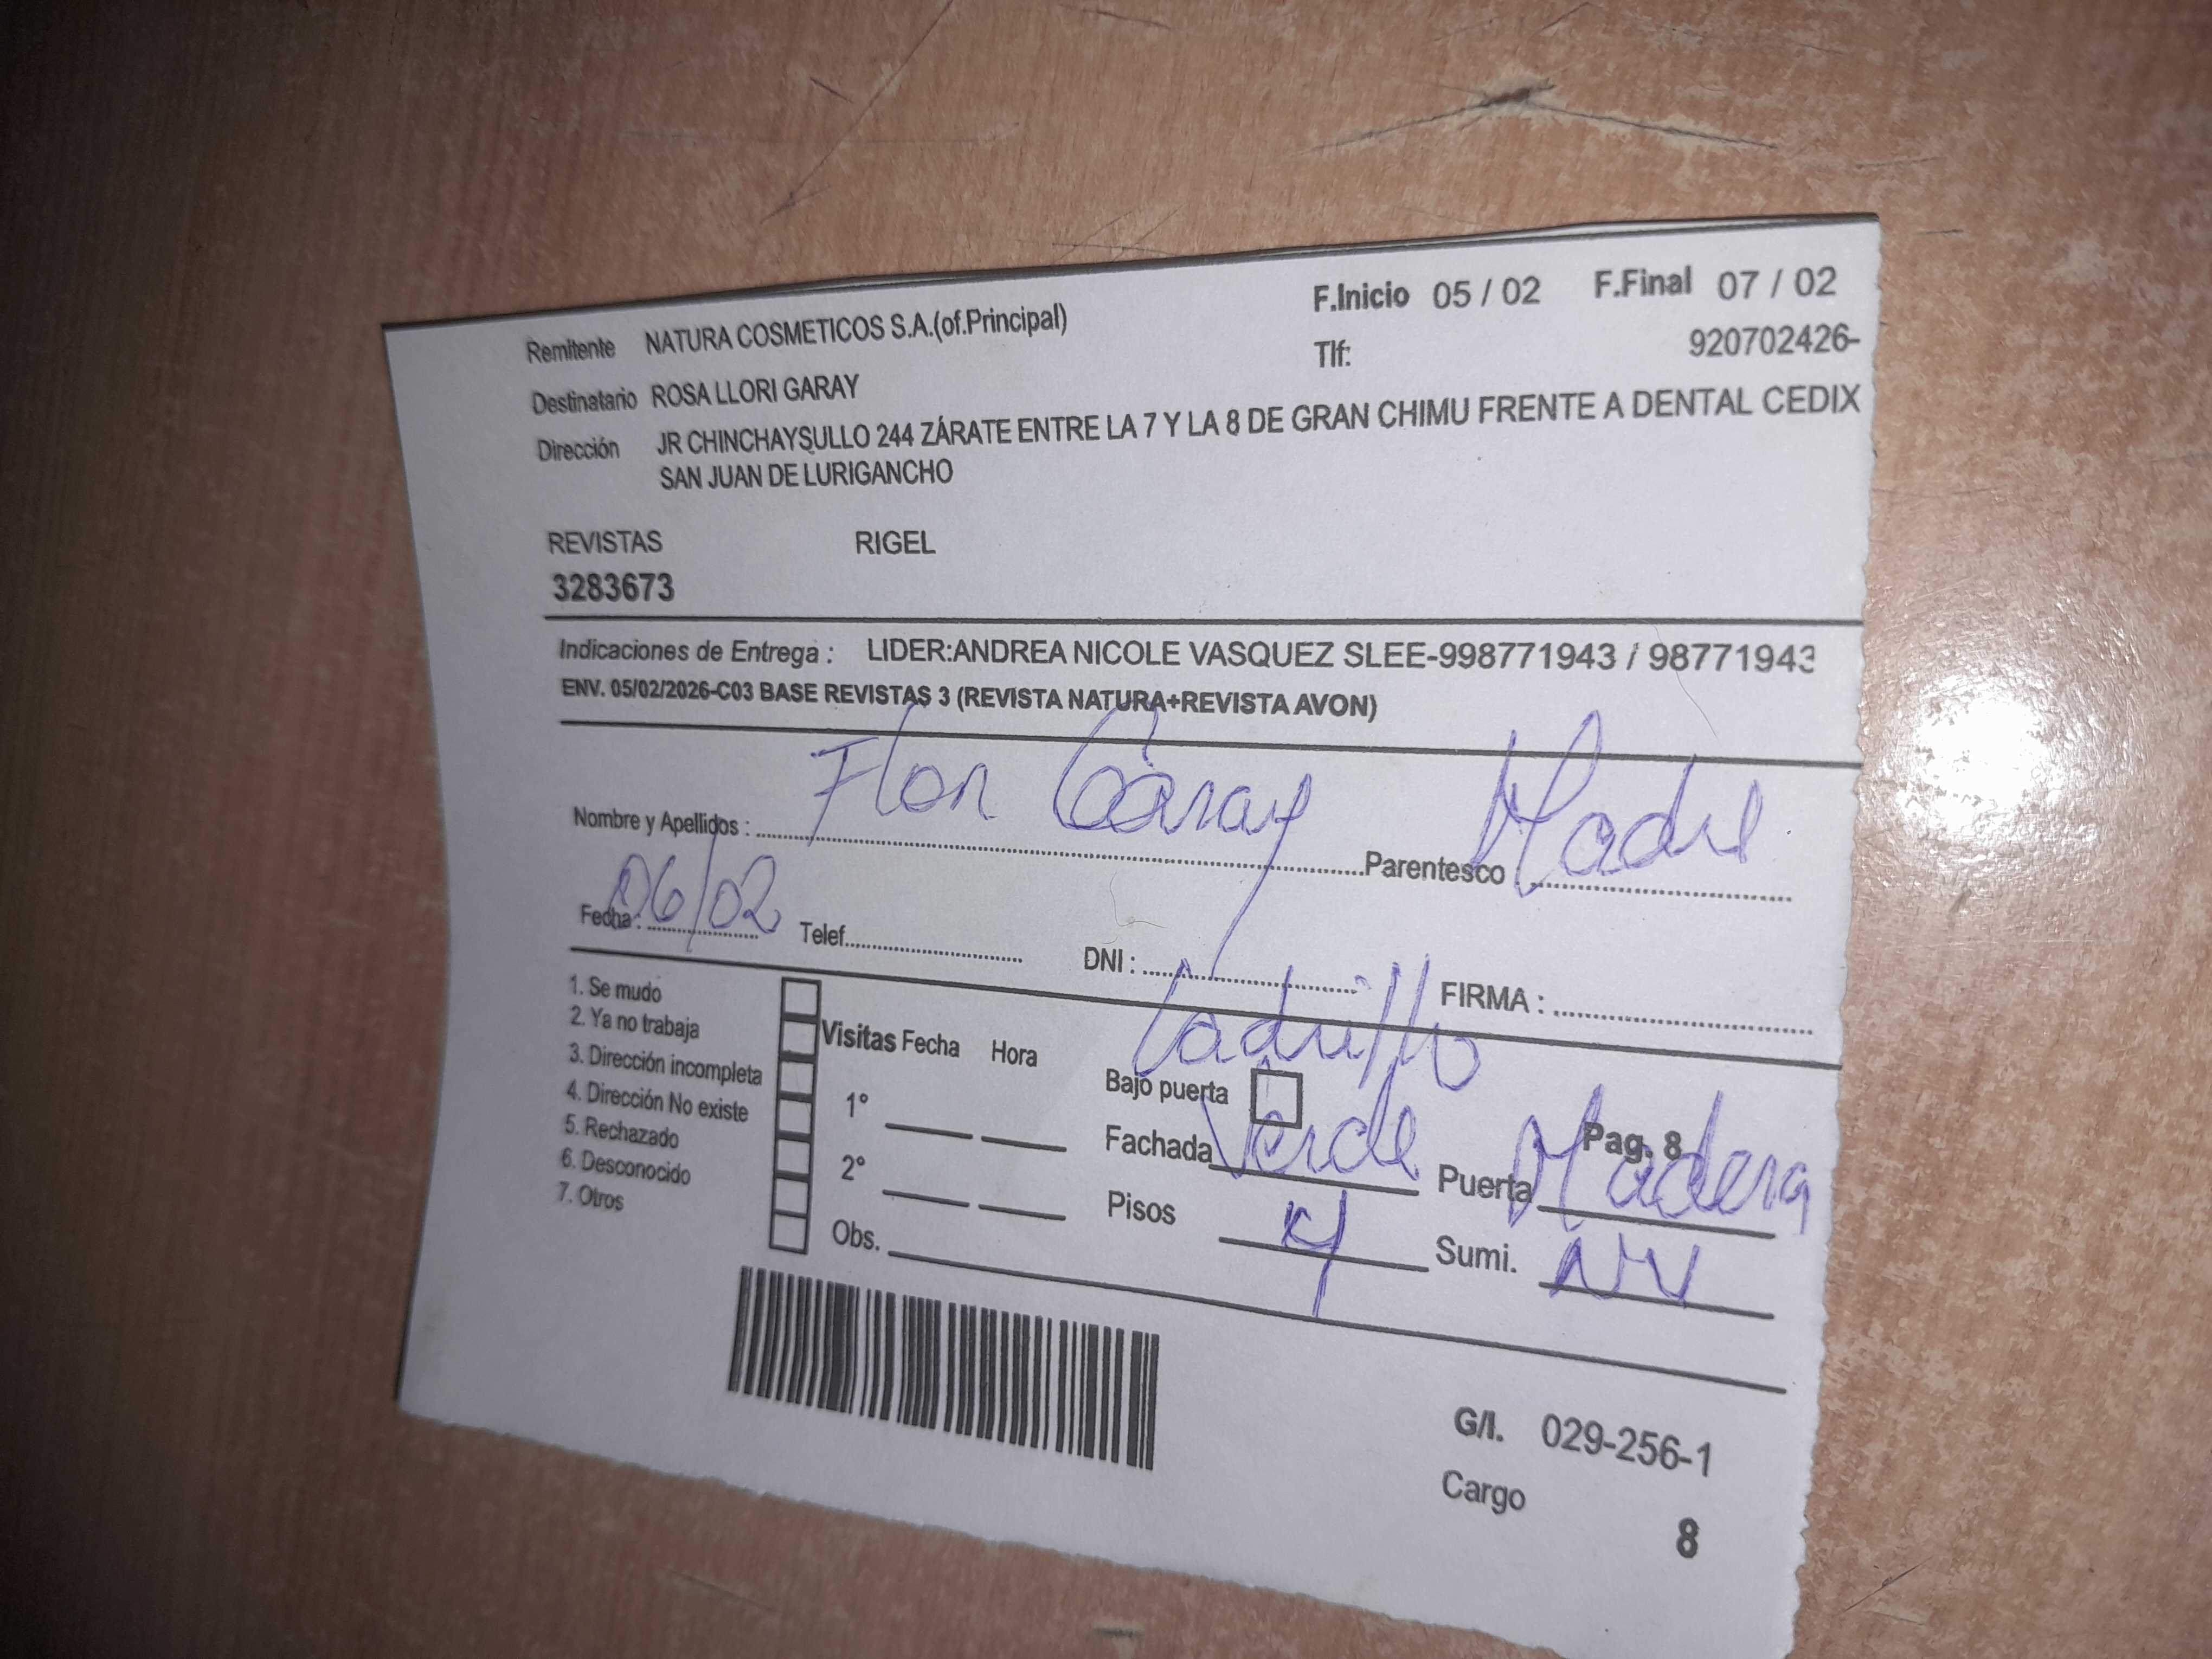 Remitente NATURA COSMETICOS S.A.(of.Principal) F.Inicio 05 / 02 F.Final 07 / 02
Tlf: 920702426-
Destinatario ROSA LLORI GARAY
Dirección JR CHINCHAYSULLO 244 ZÁRATE ENTRE LA 7 Y LA 8 DE GRAN CHIMU FRENTE A DENTAL CEDIX
SAN JUAN DE LURIGANCHO
REVISTAS RIGEL
3283673
Indicaciones de Entrega : LIDER:ANDREA NICOLE VASQUEZ SLEE-998771943 / 98771943
ENV. 05/02/2026-C03 BASE REVISTAS 3 (REVISTA NATURA+REVISTA AVON)
Nombre y Apellidos : Flor Garay Parentesco : Madre
Fecha : 06/02 Telef. DNI : FIRMA :
1. Se mudo
2. Ya no trabaja
3. Dirección incompleta
4. Dirección No existe
5. Rechazado
6. Desconocido
7. Otros
Visitas Fecha Hora
1°
2°
Obs.
Ladrillo
Bajo puerta
Fachada Verde Puerta Madera
Pag. 8
Pisos 4 Sumi.
G/I. 029-256-1
Cargo
8